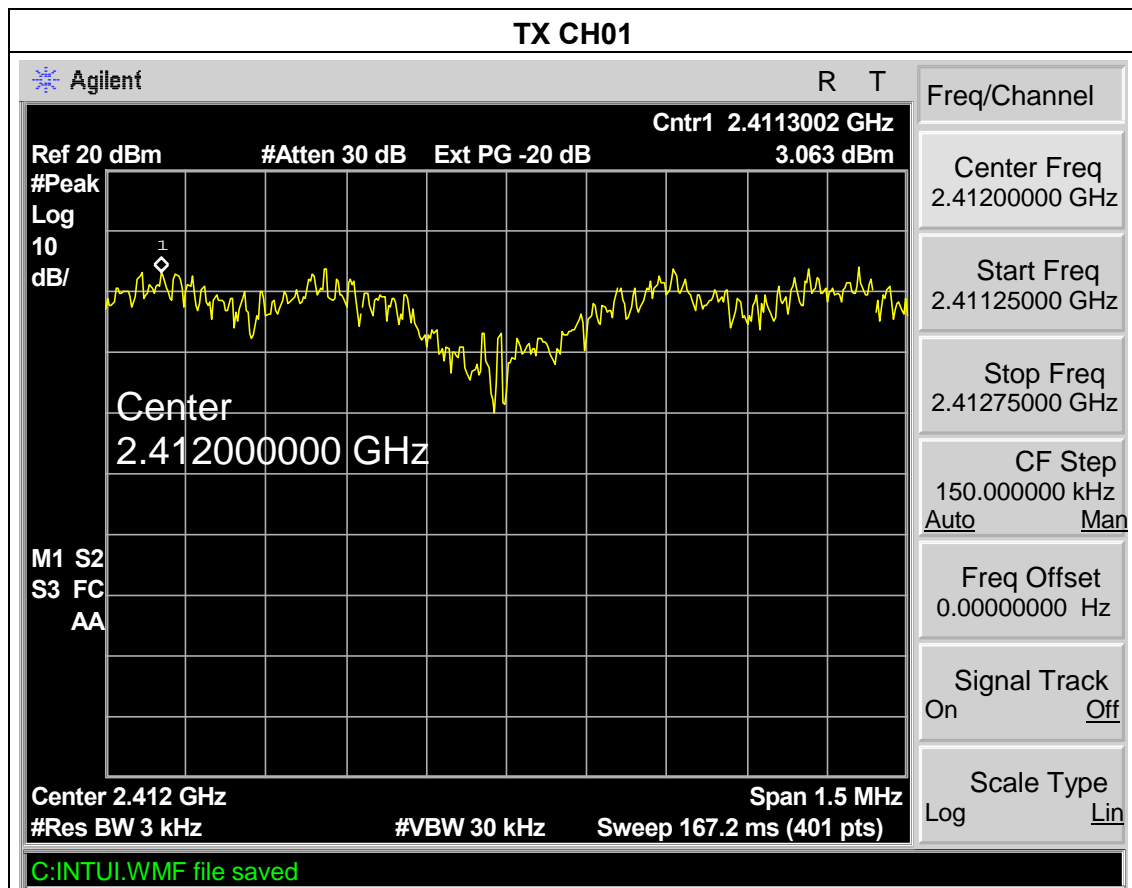 TX CH01
Agilent
R T
Cntr1 2.4113002 GHz
Ref 20 dBm #Atten 30 dB Ext PG -20 dB 3.063 dBm
#Peak
Log
10
dB/
1
Center
2.412000000 GHz
M1 S2
S3 FC
AA
Center 2.412 GHz Span 1.5 MHz
#Res BW 3 kHz #VBW 30 kHz Sweep 167.2 ms (401 pts)
C:INTUI.WMF file saved
Freq/Channel
Center Freq
2.41200000 GHz
Start Freq
2.41125000 GHz
Stop Freq
2.41275000 GHz
CF Step
150.000000 kHz
Auto Man
Freq Offset
0.00000000 Hz
Signal Track
On Off
Scale Type
Log Lin